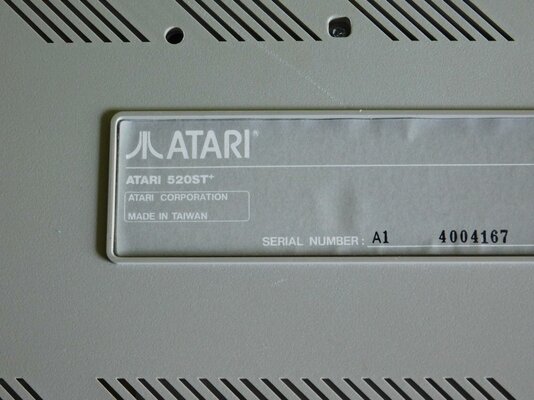 ATARI®
ATARI 520ST+
ATARI CORPORATION
MADE IN TAIWAN
SERIAL NUMBER: A1 4004167